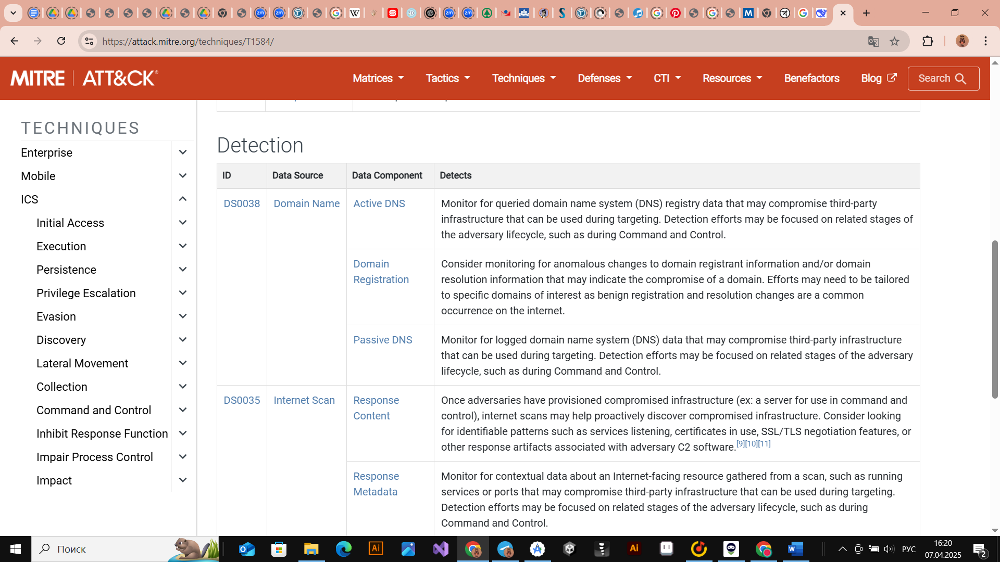 https://attack.mitre.org/techniques/T1584/
MITRE | ATT&CK®
Matrices
Tactics
Techniques
Defenses
CTI
Resources
Benefactors
Blog
Search
TECHNIQUES
Enterprise
Mobile
ICS
Initial Access
Execution
Persistence
Privilege Escalation
Evasion
Discovery
Lateral Movement
Collection
Command and Control
Inhibit Response Function
Impair Process Control
Impact
Detection
ID Data Source Data Component Detects
DS0038 Domain Name Active DNS Monitor for queried domain name system (DNS) registry data that may compromise third-party
infrastructure that can be used during targeting. Detection efforts may be focused on related stages of
the adversary lifecycle, such as during Command and Control.
Domain
Registration
Consider monitoring for anomalous changes to domain registrant information and/or domain
resolution information that may indicate the compromise of a domain. Efforts may need to be tailored
to specific domains of interest as benign registration and resolution changes are a common
occurrence on the internet.
Passive DNS Monitor for logged domain name system (DNS) data that may compromise third-party infrastructure
that can be used during targeting. Detection efforts may be focused on related stages of the adversary
lifecycle, such as during Command and Control.
DS0035 Internet Scan
Response
Content
Once adversaries have provisioned compromised infrastructure (ex: a server for use in command and
control), internet scans may help proactively discover compromised infrastructure. Consider looking
for identifiable patterns such as services listening, certificates in use, SSL/TLS negotiation features, or
other response artifacts associated with adversary C2 software.[9][10][11]
Response
Metadata
Monitor for contextual data about an Internet-facing resource gathered from a scan, such as running
services or ports that may compromise third-party infrastructure that can be used during targeting.
Detection efforts may be focused on related stages of the adversary lifecycle, such as during
Command and Control.
Поиск
РУС
16:20
07.04.2025
2